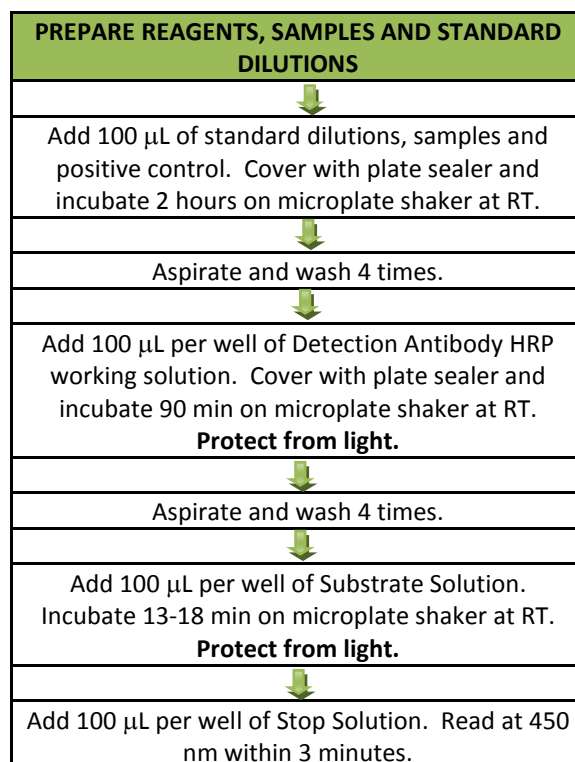 PREPARE REAGENTS, SAMPLES AND STANDARD
DILUTIONS
Add 100 µL of standard dilutions, samples and
positive control.  Cover with plate sealer and
incubate 2 hours on microplate shaker at RT.
Aspirate and wash 4 times.
Add 100 µL per well of Detection Antibody HRP
working solution.  Cover with plate sealer and
incubate 90 min on microplate shaker at RT.
Protect from light.
Aspirate and wash 4 times.
Add 100 µL per well of Substrate Solution.
Incubate 13-18 min on microplate shaker at RT.
Protect from light.
Add 100 µL per well of Stop Solution.  Read at 450
nm within 3 minutes.